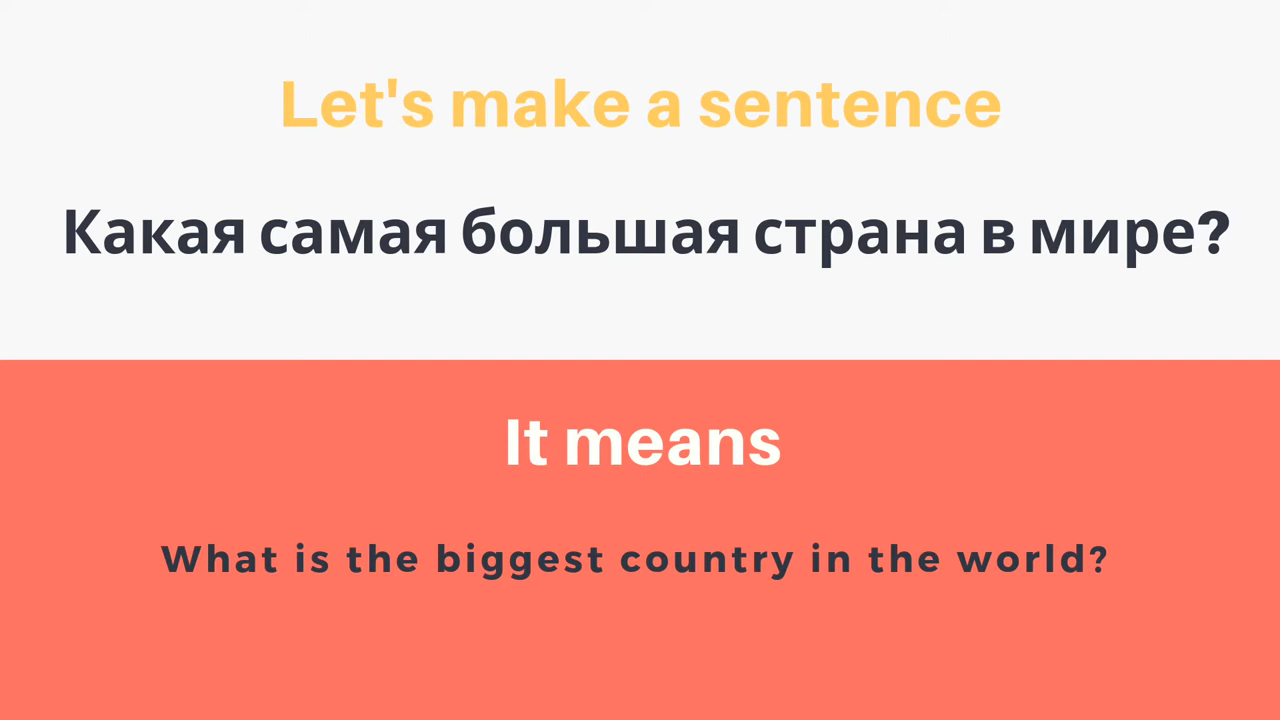 Let's make a sentence
Какая самая большая страна в мире?
It means
What is the biggest country in the world?